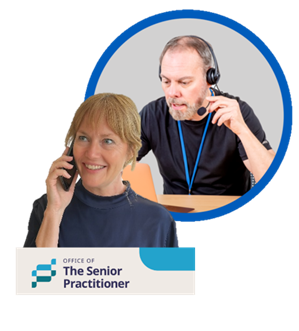 OFFICE OF
The Senior
Practitioner